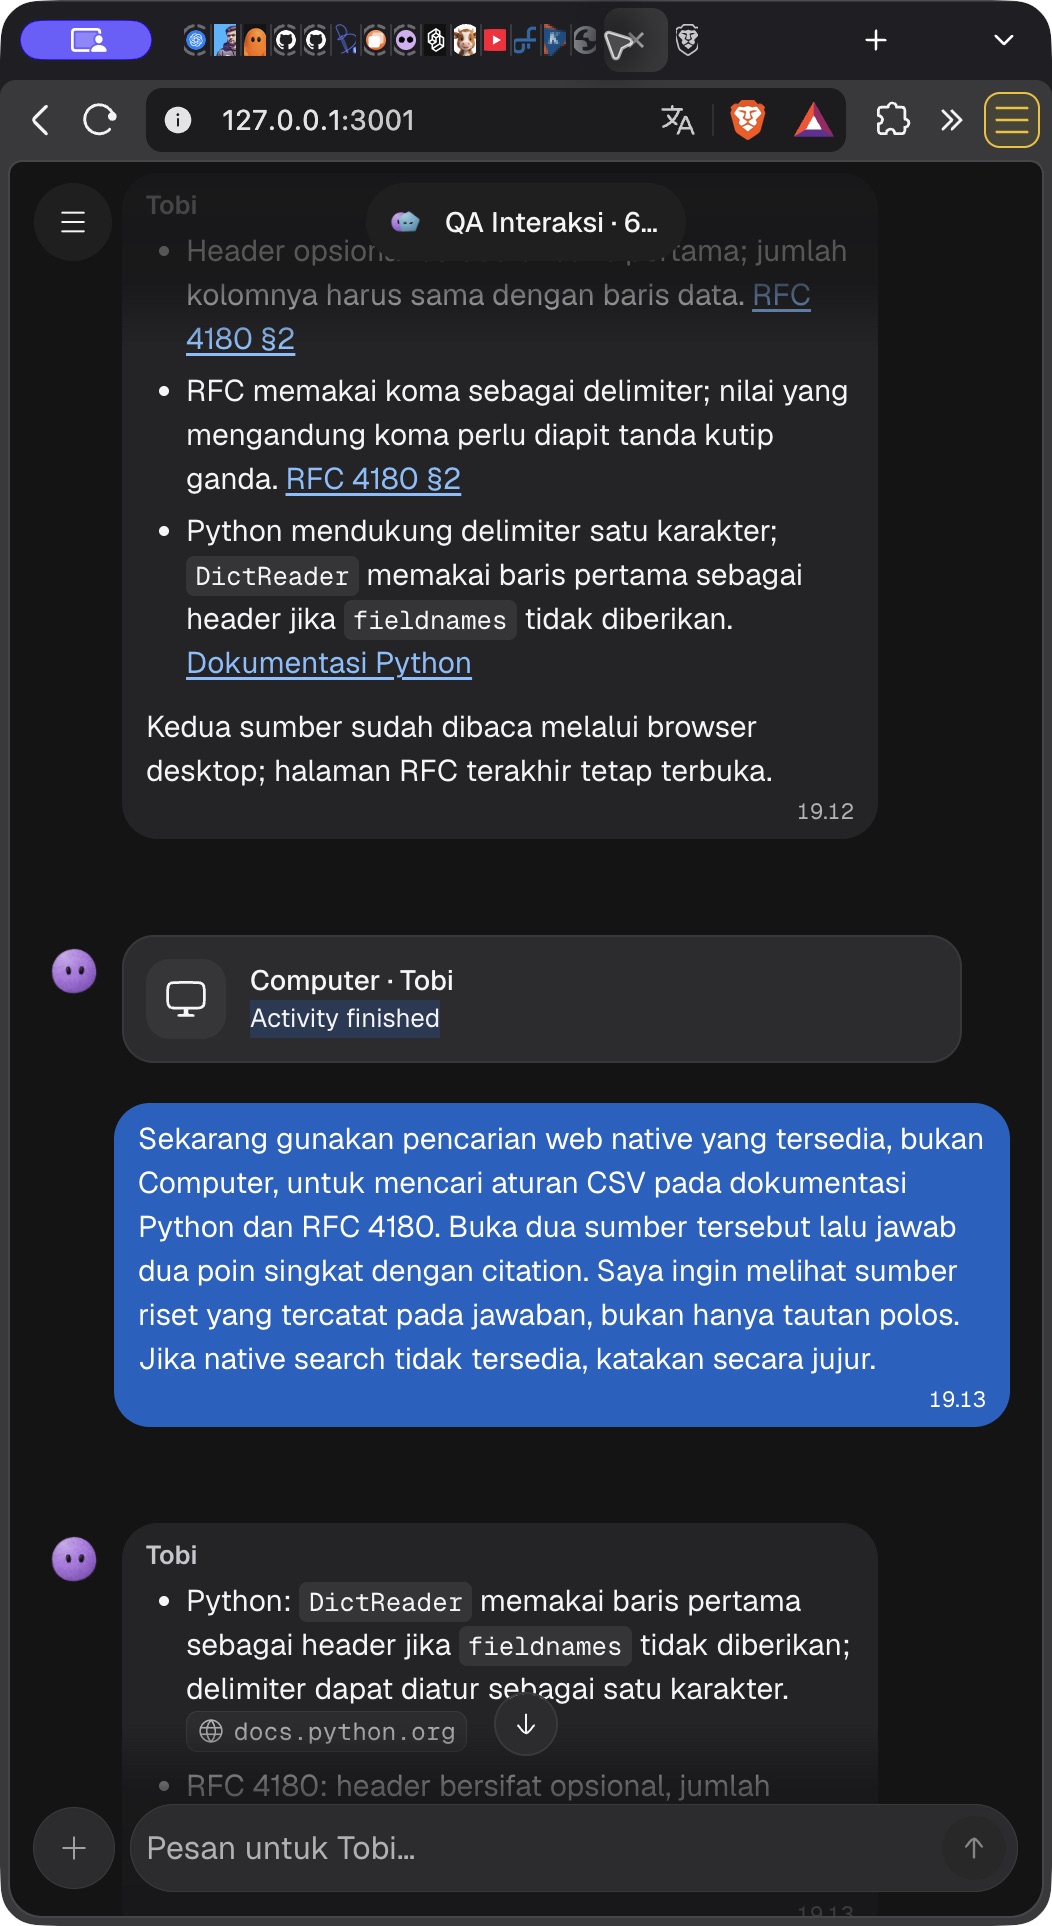 127.0.0.1:3001
Tobi
QA Interaksi · 6...
Header opsional
pertama; jumlah
kolomnya harus sama dengan baris data. RFC
4180 §2
RFC memakai koma sebagai delimiter; nilai yang
mengandung koma perlu diapit tanda kutip
ganda. RFC 4180 §2
Python mendukung delimiter satu karakter;
DictReader memakai baris pertama sebagai
header jika fieldnames tidak diberikan.
Dokumentasi Python
Kedua sumber sudah dibaca melalui browser
desktop; halaman RFC terakhir tetap terbuka.
19.12
Computer · Tobi
Activity finished
Sekarang gunakan pencarian web native yang tersedia, bukan
Computer, untuk mencari aturan CSV pada dokumentasi
Python dan RFC 4180. Buka dua sumber tersebut lalu jawab
dua poin singkat dengan citation. Saya ingin melihat sumber
riset yang tercatat pada jawaban, bukan hanya tautan polos.
Jika native search tidak tersedia, katakan secara jujur.
19.13
Tobi
Python: DictReader memakai baris pertama
sebagai header jika fieldnames tidak diberikan;
delimiter dapat diatur sebagai satu karakter.
docs.python.org
RFC 4180: header bersifat opsional, jumlah
Pesan untuk Tobi...
19.13